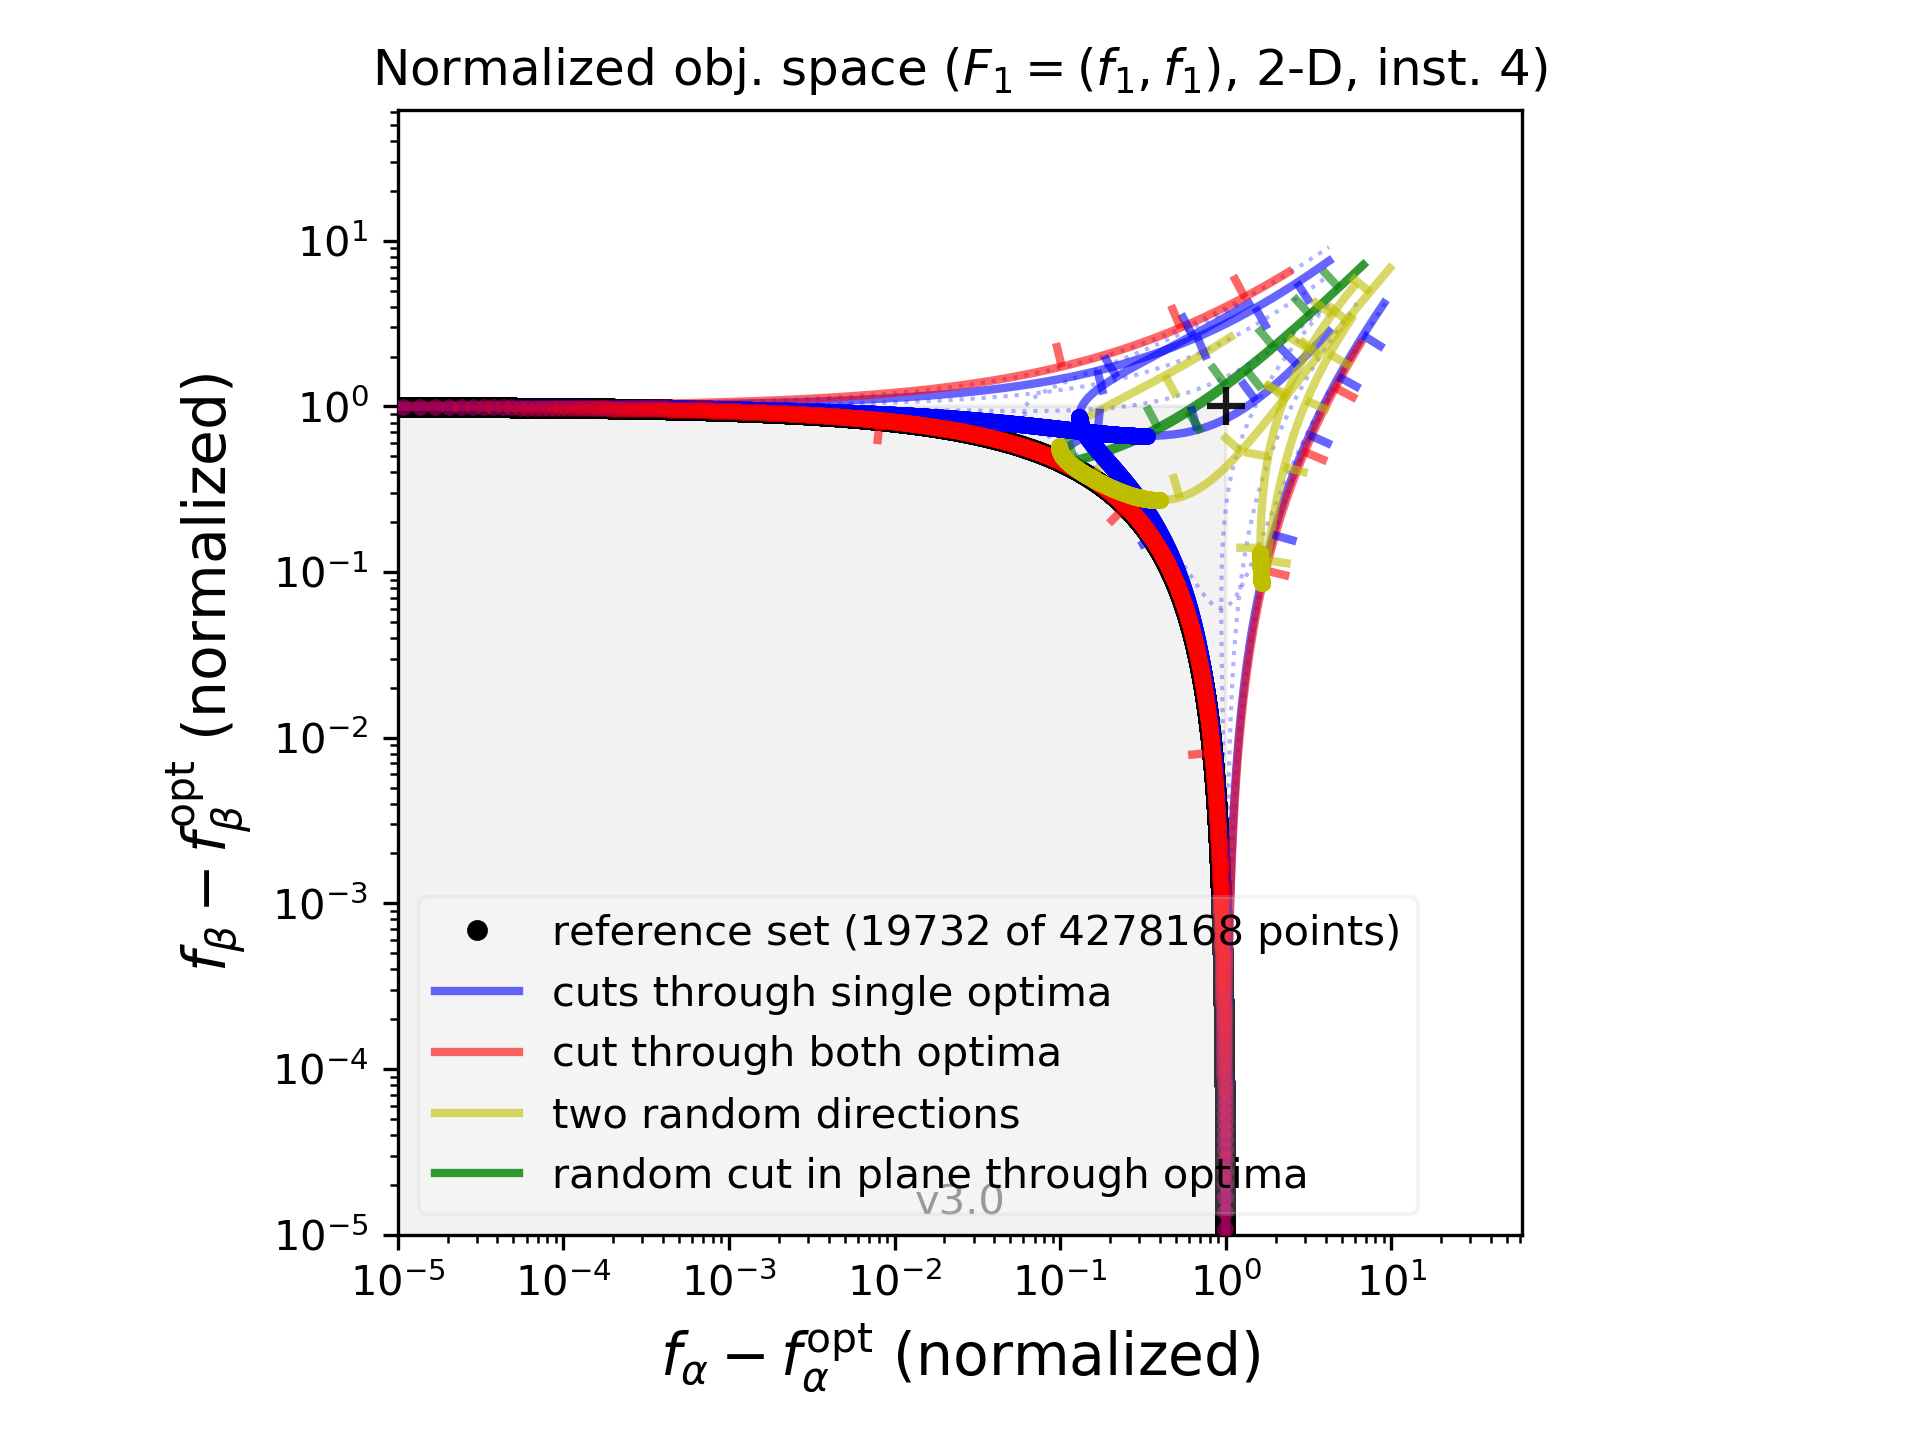 Normalized obj. space (F₁ = (f₁, f₁), 2-D, inst. 4)
f_β − f_β^opt (normalized)
10¹
10⁰
10⁻¹
10⁻²
10⁻³
10⁻⁴
10⁻⁵
reference set (19732 of 4278168 points)
cuts through single optima
cut through both optima
two random directions
random cut in plane through optima
v3.0
10⁻⁵ 10⁻⁴ 10⁻³ 10⁻² 10⁻¹ 10⁰ 10¹
f_α − f_α^opt (normalized)